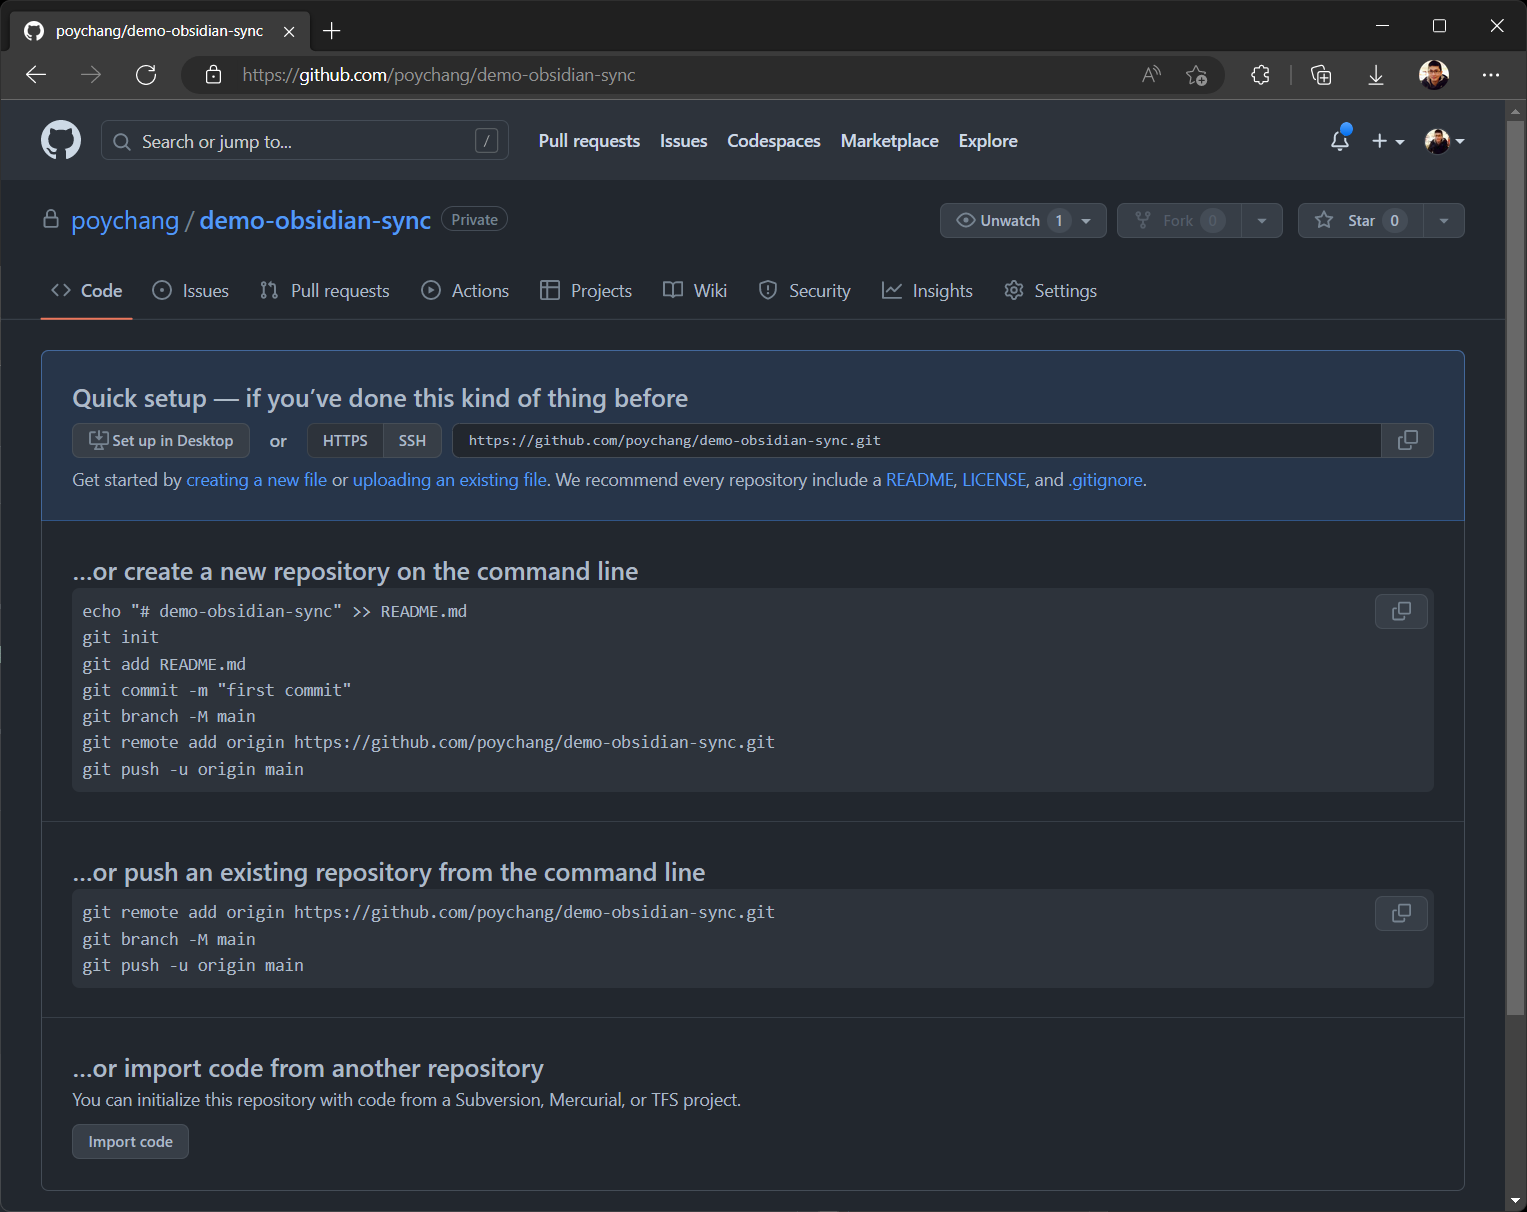 poychang/demo-obsidian-sync
https://github.com/poychang/demo-obsidian-sync
Search or jump to... /
Pull requests Issues Codespaces Marketplace Explore
poychang / demo-obsidian-sync Private
Unwatch 1 Fork 0 Star 0
Code Issues Pull requests Actions Projects Wiki Security Insights Settings
Quick setup — if you’ve done this kind of thing before
Set up in Desktop or HTTPS SSH https://github.com/poychang/demo-obsidian-sync.git
Get started by creating a new file or uploading an existing file. We recommend every repository include a README, LICENSE, and .gitignore.
…or create a new repository on the command line
echo "# demo-obsidian-sync" >> README.md
git init
git add README.md
git commit -m "first commit"
git branch -M main
git remote add origin https://github.com/poychang/demo-obsidian-sync.git
git push -u origin main
…or push an existing repository from the command line
git remote add origin https://github.com/poychang/demo-obsidian-sync.git
git branch -M main
git push -u origin main
…or import code from another repository
You can initialize this repository with code from a Subversion, Mercurial, or TFS project.
Import code